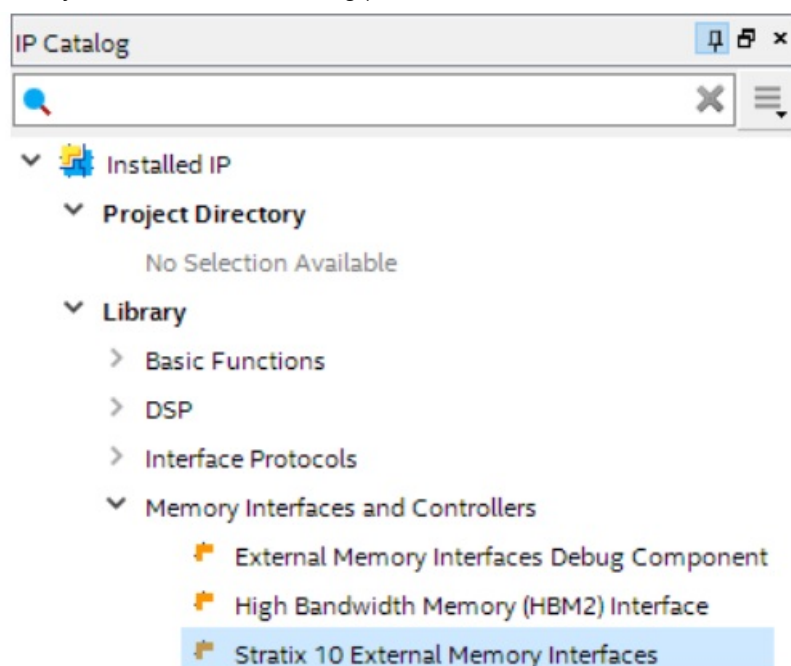 IP Catalog
Installed IP
Project Directory
No Selection Available
Library
Basic Functions
DSP
Interface Protocols
Memory Interfaces and Controllers
External Memory Interfaces Debug Component
High Bandwidth Memory (HBM2) Interface
Stratix 10 External Memory Interfaces